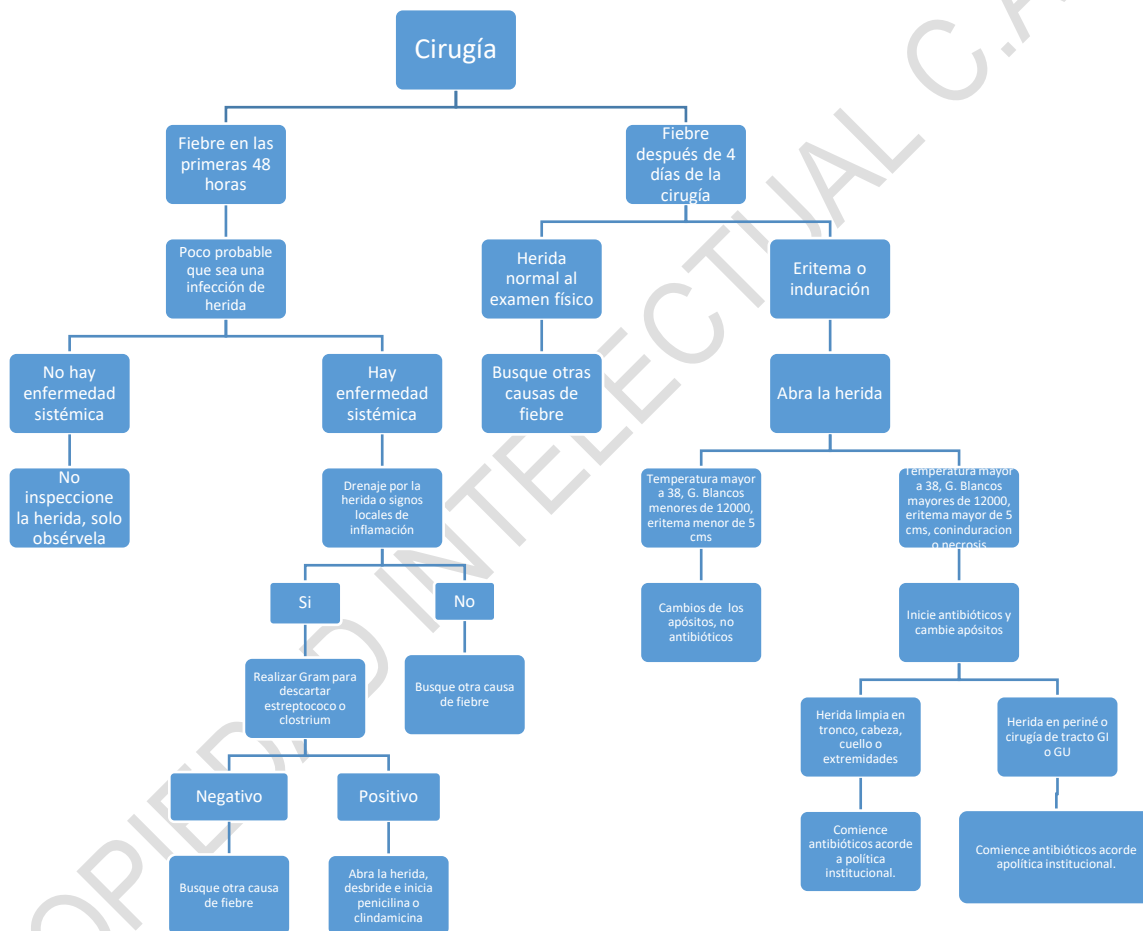 Cirugía
Fiebre en las
primeras 48
horas
Poco probable
que sea una
infección de
herida
No hay
enfermedad
sistémica
No
inspeccione
la herida, solo
obsérvela
Hay
enfermedad
sistémica
Drenaje por la
herida o signos
locales de
inflamación
Si
Realizar Gram para
descartar
estreptococo o
clostrium
Negativo
Busque otra causa
de fiebre
Positivo
Abra la herida,
desbride e inicia
penicilina o
clindamicina
No
Busque otra causa
de fiebre
Fiebre
después de 4
días de la
cirugía
Herida
normal al
examen físico
Busque otras
causas de
fiebre
Eritema o
induración
Abra la herida
Temperatura mayor
a 38, G. Blancos
menores de 12000,
eritema menor de 5
cms
Cambios de los
apósitos, no
antibióticos
Temperatura mayor
a 38, G. Blancos
mayores de 12000,
eritema mayor de 5
cms, coninduracion
o necrosis
Inicie antibióticos y
cambie apósitos
Herida limpia en
tronco, cabeza,
cuello o
extremidades
Comience
antibióticos acorde
a política
institucional.
Herida en periné o
cirugía de tracto GI
o GU
Comience antibióticos acorde
apolítica institucional.
OPIEDAD INTELECTUAL C.A